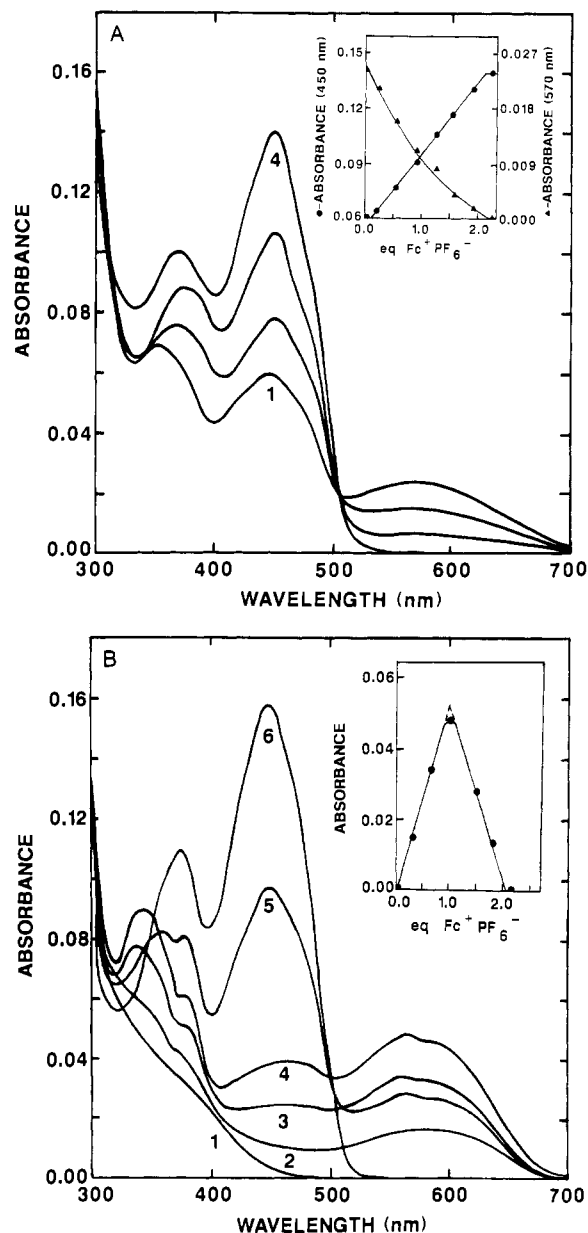 A
0.16
0.12
0.08
0.04
0.00
ABSORBANCE
300 400 500 600 700
WAVELENGTH (nm)
4
1
0.15
0.12
0.09
0.06
●-ABSORBANCE (450 nm)
0.027
0.018
0.009
0.000
▲-ABSORBANCE (570 nm)
0.0 1.0 2.0
eq Fc⁺PF₆⁻
B
0.16
0.12
0.08
0.04
0.00
ABSORBANCE
300 400 500 600 700
WAVELENGTH (nm)
6
5
4
3
2
1
0.06
0.04
0.02
0.00
ABSORBANCE
0.0 1.0 2.0
eq Fc⁺PF₆⁻